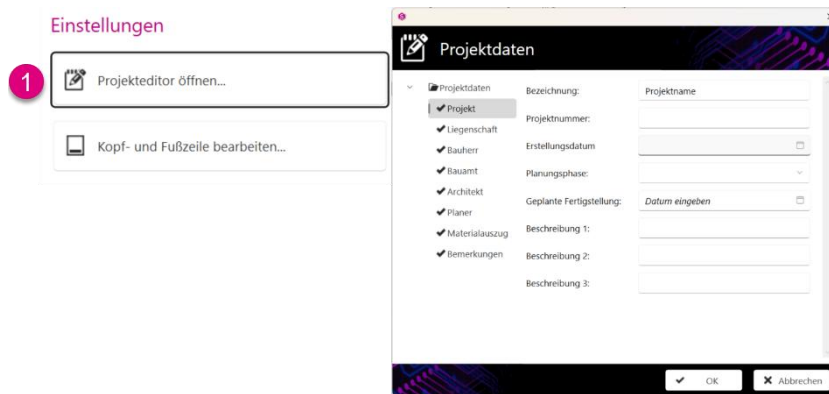 Einstellungen
1
Projekteditor öffnen...
Kopf- und Fußzeile bearbeiten...
Projektdaten
Projektdaten
Projekt
Liegenschaft
Bauherr
Bauamt
Architekt
Planer
Materialauszug
Bemerkungen
Bezeichnung: Projektname
Projektnummer:
Erstellungsdatum
Planungsphase:
Geplante Fertigstellung: Datum eingeben
Beschreibung 1:
Beschreibung 2:
Beschreibung 3:
OK Abbrechen